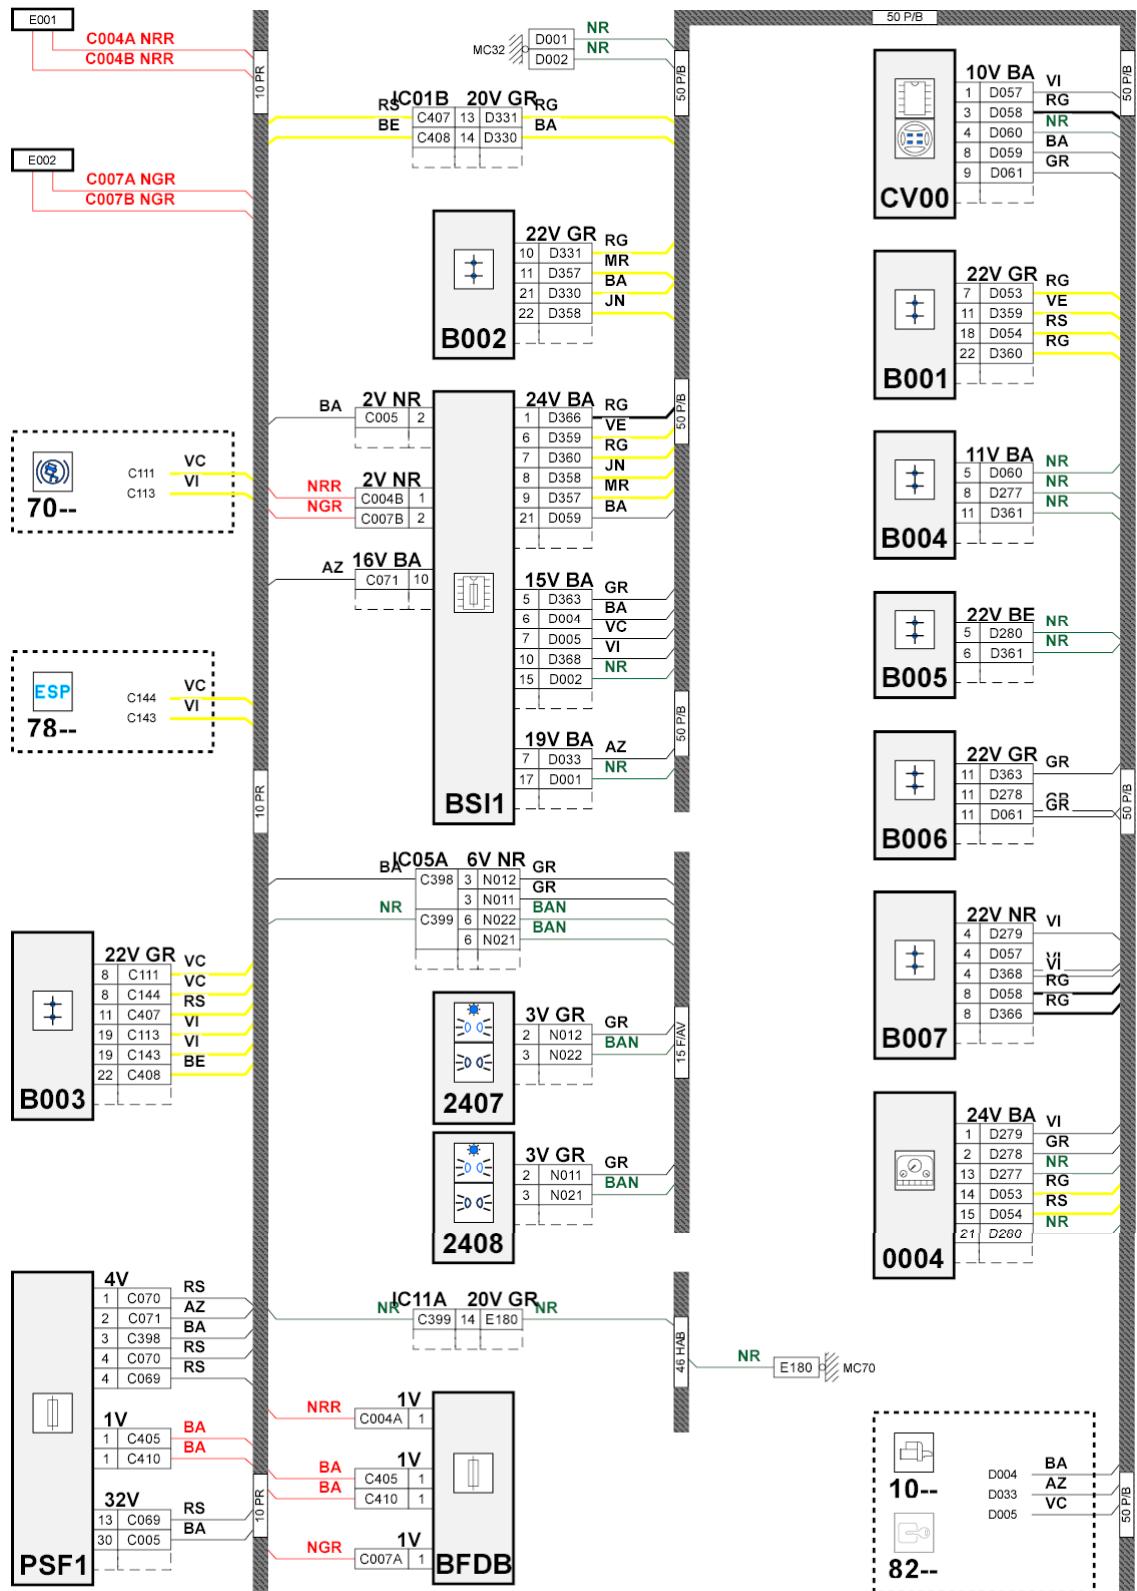 E001
C004A NRR
C004B NRR
10 PR
E002
C007A NGR
C007B NGR
70--
C111 VC
C113 VI
ESP
78--
C144 VC
C143 VI
10 PR
B003
22V GR
8 C111 VC
8 C144 VC
11 C407 RS
19 C113 VI
19 C143 VI
22 C408 BE
PSF1
4V
1 C070 RS
2 C071 AZ
3 C398 BA
4 C070 RS
4 C069 RS
1V
1 C405 BA
1 C410 BA
32V
13 C069 RS
30 C005 BA
10 PR
MC32
D001 NR
D002 NR
50 P/B
IC01B 20V GR
RS C407 13 D331 RG
BE C408 14 D330 BA
B002
22V GR
10 D331 RG
11 D357 MR
21 D330 BA
22 D358 JN
BSI1
2V NR
BA C005 2
2V NR
NRR C004B 1
NGR C007B 2
16V BA
AZ C071 10
24V BA
1 D366 RG
6 D359 VE
7 D360 RG
8 D358 JN
9 D357 MR
21 D059 BA
50 P/B
15V BA
5 D363 GR
6 D004 BA
7 D005 VC
10 D368 VI
15 D002 NR
50 P/B
19V BA
7 D033 AZ
17 D001 NR
IC05A 6V NR
BA C398 3 N012 GR
3 N011 GR
NR C399 6 N022 BAN
6 N021 BAN
2407
3V GR
2 N012 GR
3 N022 BAN
15 F/AV
2408
3V GR
2 N011 GR
3 N021 BAN
IC11A 20V GR
NR C399 14 E180 NR
46 HAB
NR E180 MC70
BFDB
1V
NRR C004A 1
1V
BA C405 1
BA C410 1
1V
NGR C007A 1
50 P/B
50 P/B
CV00
10V BA
1 D057 VI
3 D058 RG
4 D060 NR
8 D059 BA
9 D061 GR
B001
22V GR
7 D053 RG
11 D359 VE
18 D054 RS
22 D360 RG
B004
11V BA
5 D060 NR
8 D277 NR
11 D361 NR
B005
22V BE
5 D280 NR
6 D361 NR
B006
22V GR
11 D363 GR
11 D278 GR
11 D061 GR
50 P/B
B007
22V NR
4 D279 VI
4 D057 VI
4 D368 VI
8 D058 RG
8 D366 RG
0004
24V BA
1 D279 VI
2 D278 GR
13 D277 NR
14 D053 RG
15 D054 RS
21 D280 NR
10--
82--
D004 BA
D033 AZ
D005 VC
50 P/B